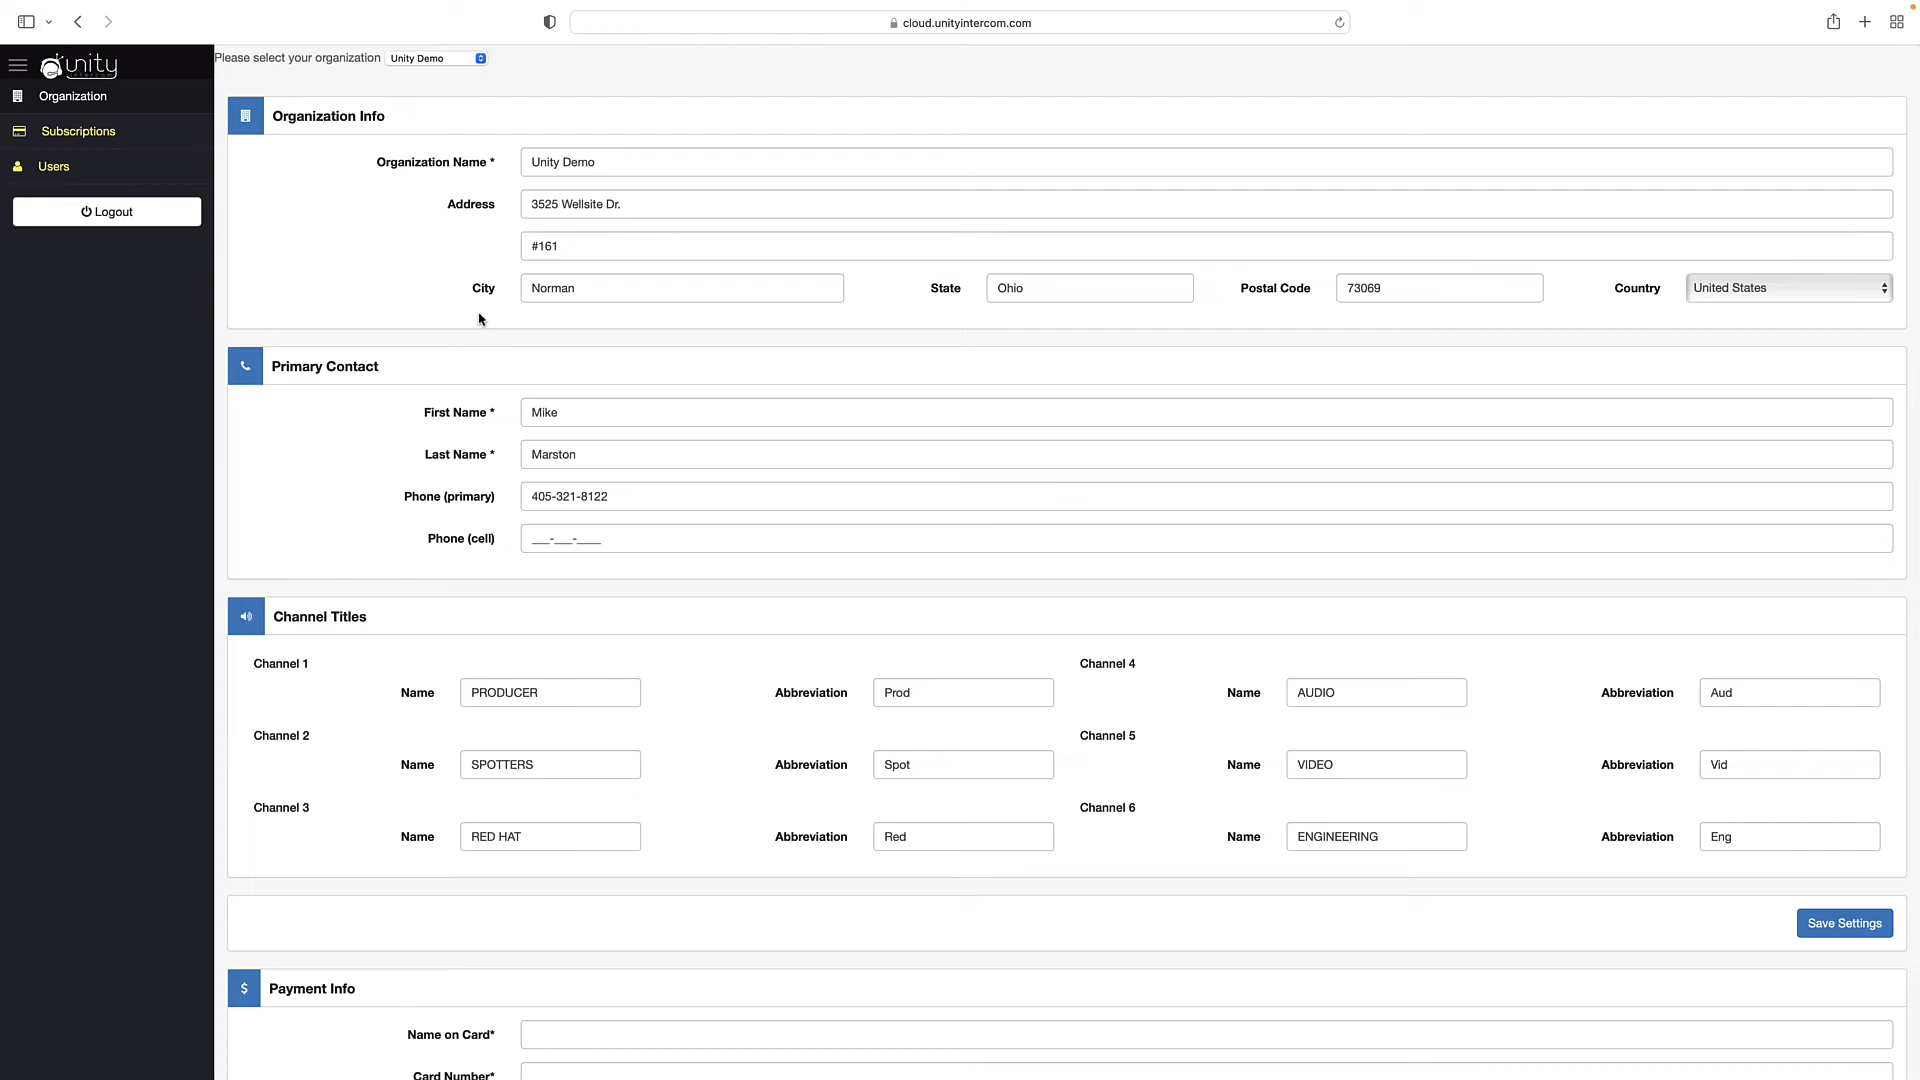 cloud.unityintercom.com
unity
intercom
Please select your organization Unity Demo
Organization
Subscriptions
Users
Logout
Organization Info
Organization Name * Unity Demo
Address 3525 Wellsite Dr.
#161
City Norman State Ohio Postal Code 73069 Country United States
Primary Contact
First Name * Mike
Last Name * Marston
Phone (primary) 405-321-8122
Phone (cell) ___-___-____
Channel Titles
Channel 1 Channel 4
Name PRODUCER Abbreviation Prod Name AUDIO Abbreviation Aud
Channel 2 Channel 5
Name SPOTTERS Abbreviation Spot Name VIDEO Abbreviation Vid
Channel 3 Channel 6
Name RED HAT Abbreviation Red Name ENGINEERING Abbreviation Eng
Save Settings
$ Payment Info
Name on Card*
Card Number*